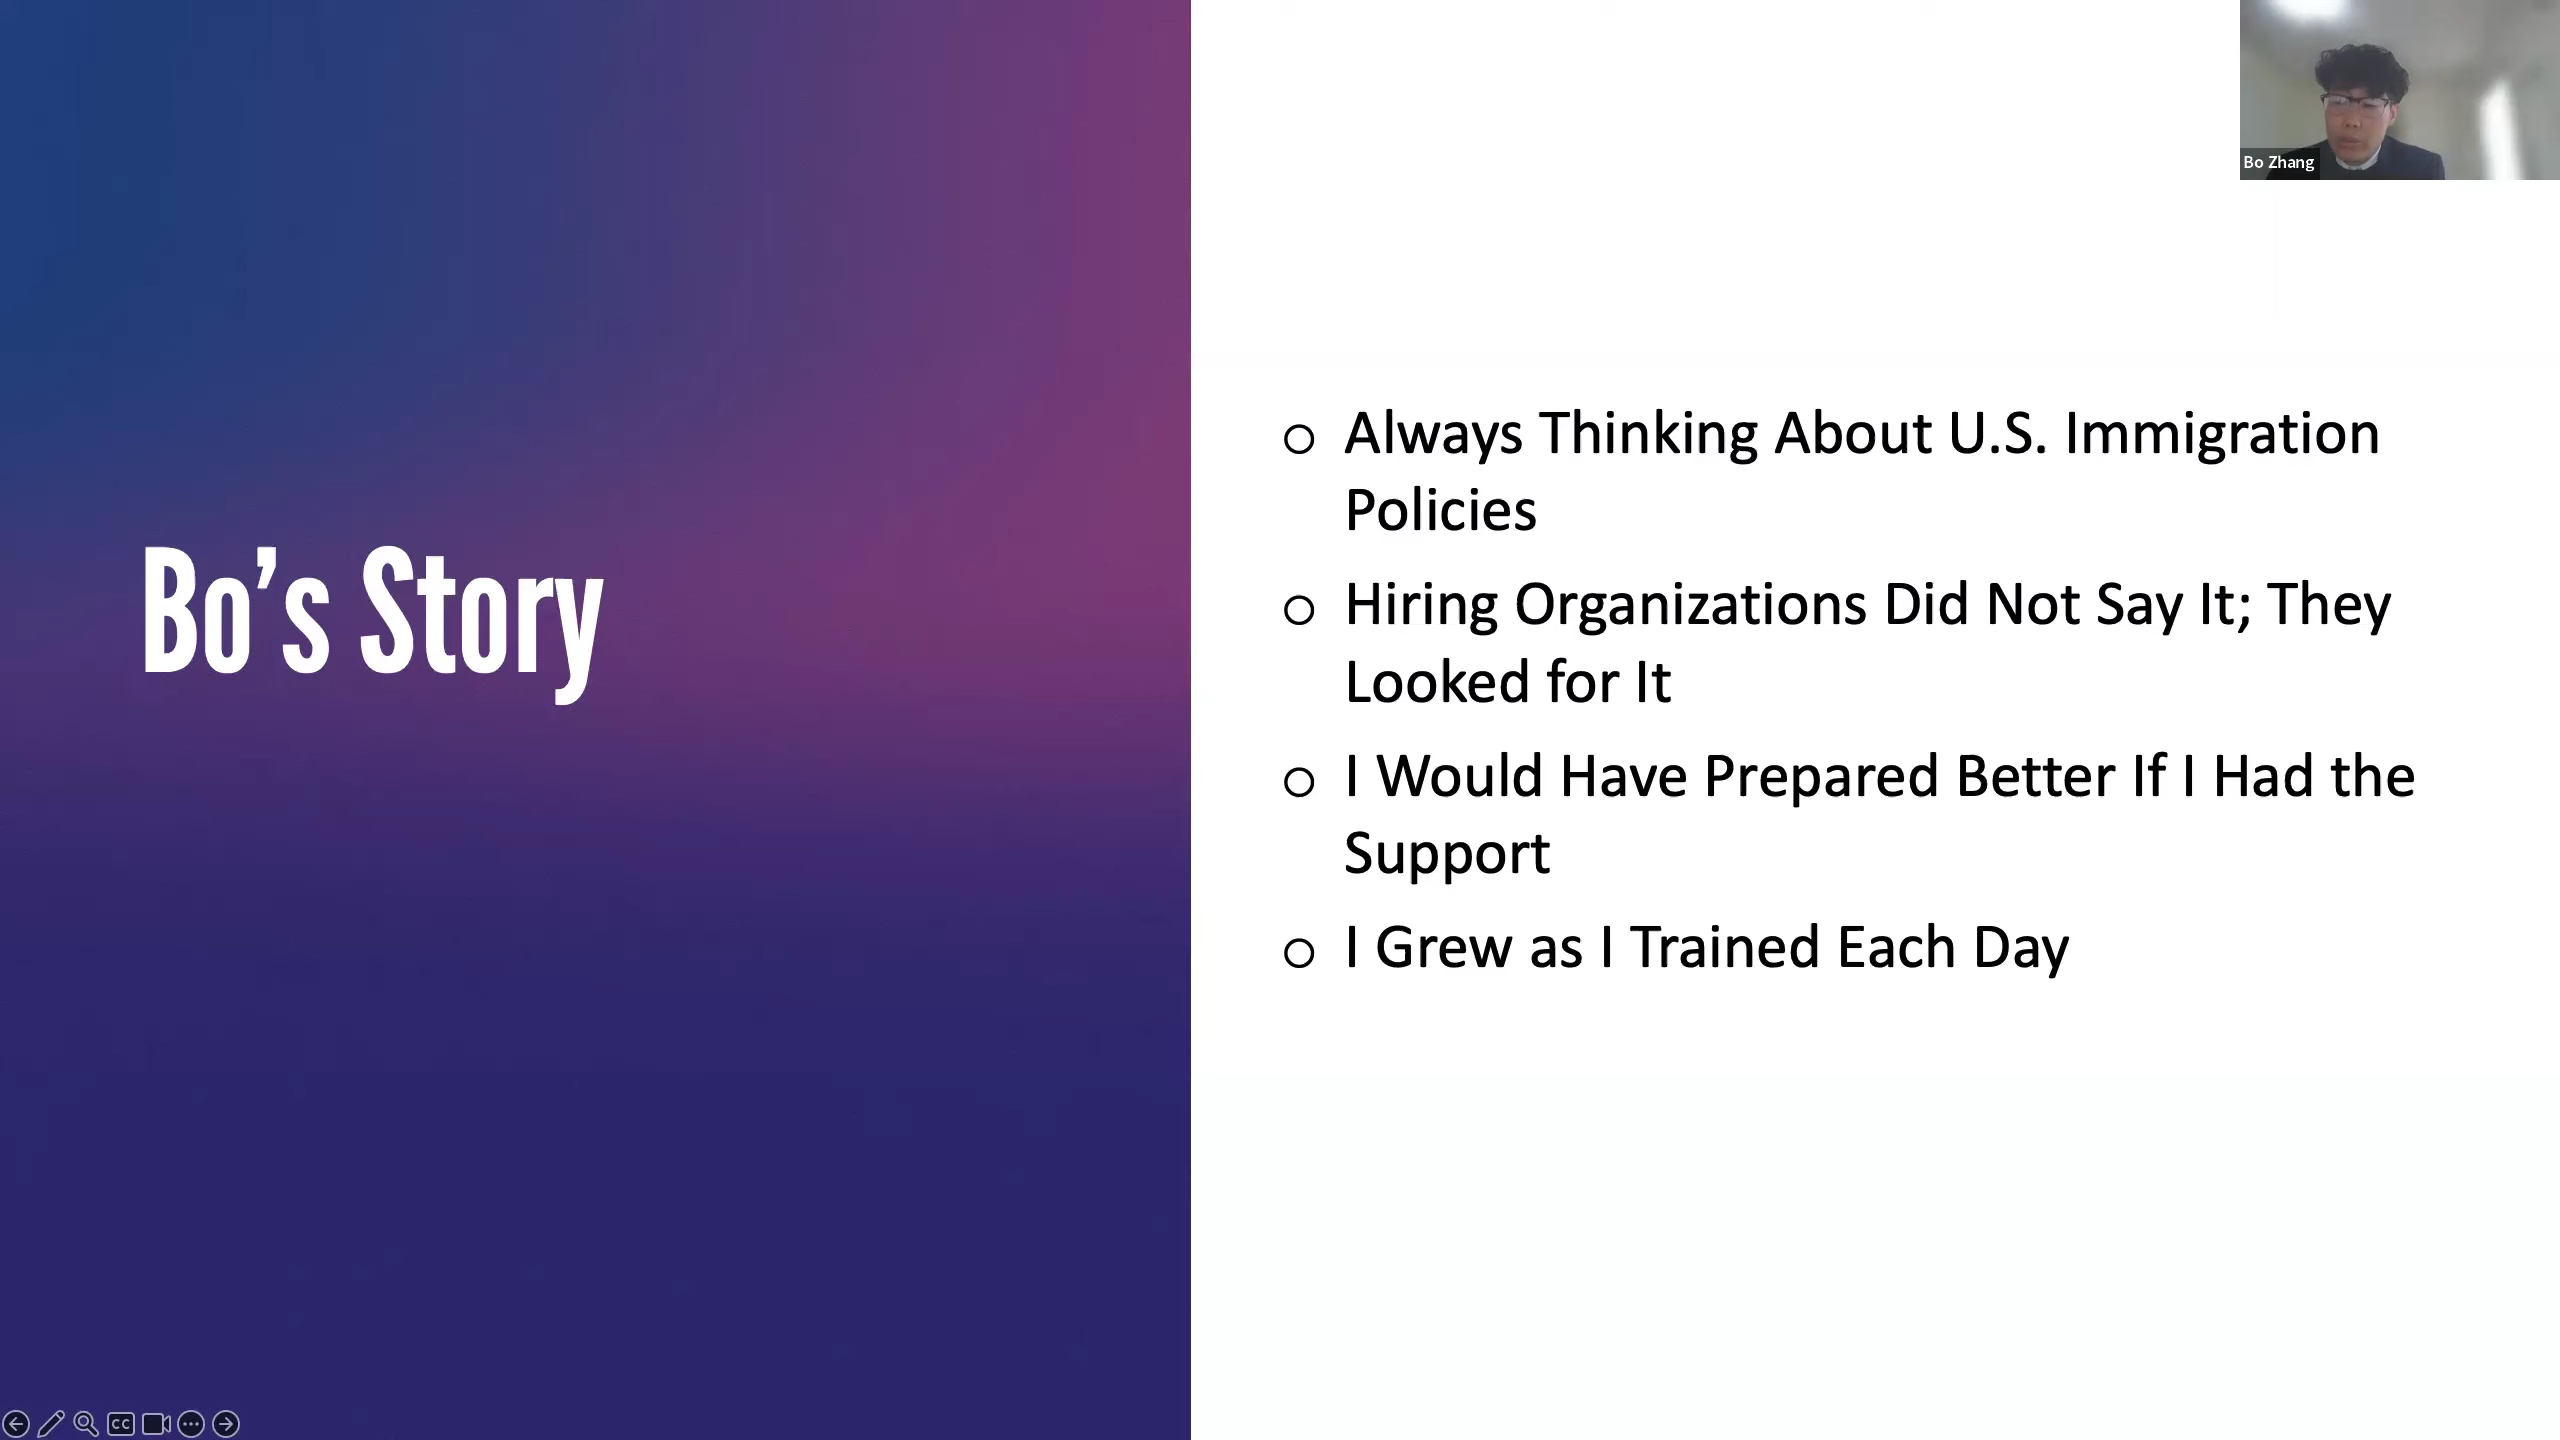 Bo Zhang
Bo’s Story
o Always Thinking About U.S. Immigration
Policies
o Hiring Organizations Did Not Say It; They
Looked for It
o I Would Have Prepared Better If I Had the
Support
o I Grew as I Trained Each Day
CC